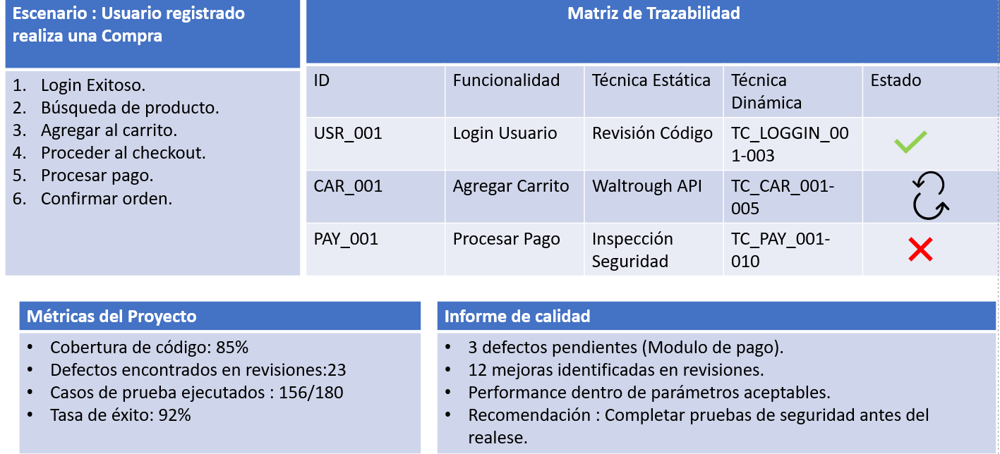 Escenario : Usuario registrado
realiza una Compra
1. Login Exitoso.
2. Búsqueda de producto.
3. Agregar al carrito.
4. Proceder al checkout.
5. Procesar pago.
6. Confirmar orden.
Matriz de Trazabilidad
ID Funcionalidad Técnica Estática Técnica Estado
Dinámica
USR_001 Login Usuario Revisión Código TC_LOGGIN_00
1-003
CAR_001 Agregar Carrito Waltrough API TC_CAR_001-
005
PAY_001 Procesar Pago Inspección TC_PAY_001-
Seguridad 010
Métricas del Proyecto
• Cobertura de código: 85%
• Defectos encontrados en revisiones:23
• Casos de prueba ejecutados : 156/180
• Tasa de éxito: 92%
Informe de calidad
• 3 defectos pendientes (Modulo de pago).
• 12 mejoras identificadas en revisiones.
• Performance dentro de parámetros aceptables.
• Recomendación : Completar pruebas de seguridad antes del
realese.